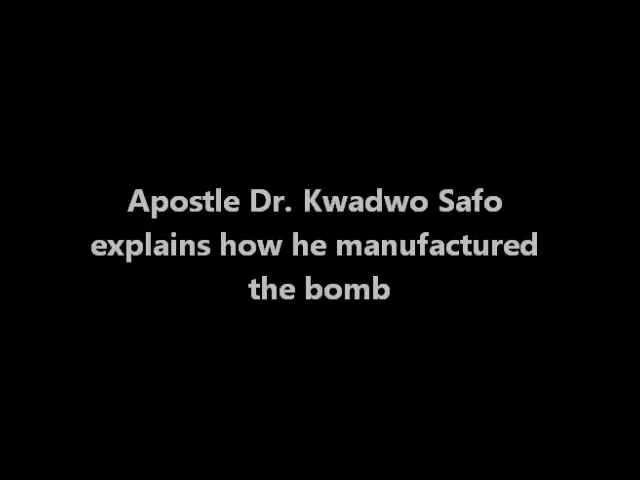 Apostle Dr. Kwadwo Safo
explains how he manufactured
the bomb